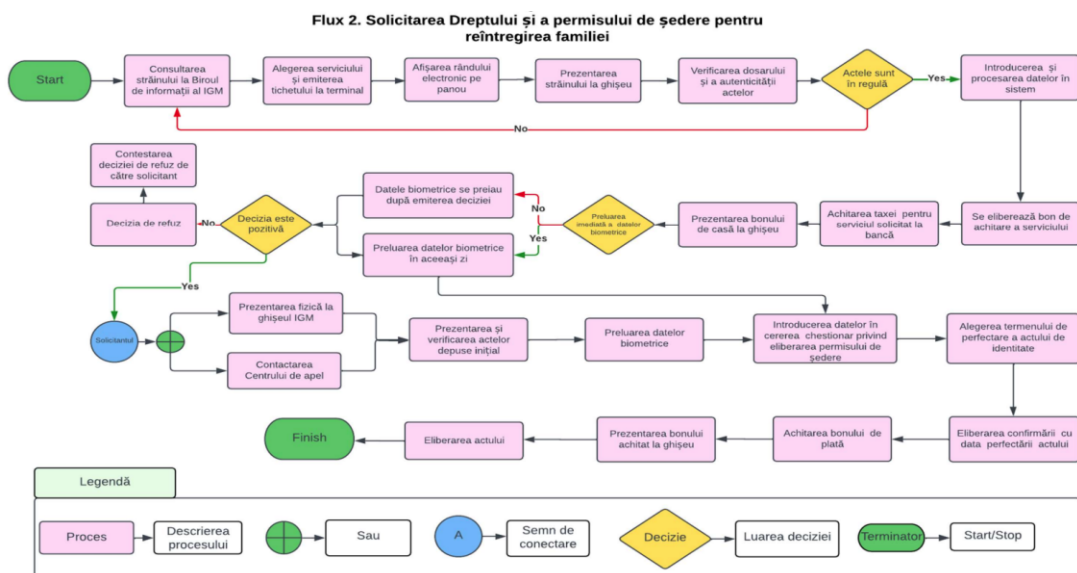 Flux 2. Solicitarea Dreptului și a permisului de ședere pentru
reîntregirea familiei
Start
Consultarea
străinului la Biroul
de informații al IGM
Alegerea serviciului
și emiterea
tichetului la terminal
Afișarea rândului
electronic pe
panou
Prezentarea
străinului la ghișeu
Verificarea dosarului
și a autenticității
actelor
Actele sunt
în regulă
Yes
Introducerea și
procesarea datelor în
sistem
No
Contestarea
deciziei de refuz de
către solicitant
Decizia de refuz
No
Decizia este
pozitivă
Datele biometrice se preiau
după emiterea deciziei
Preluarea datelor biometrice
în aceeași zi
No
Yes
Preluarea
imediată a datelor
biometrice
Prezentarea bonului
de casă la ghișeu
Achitarea taxei pentru
serviciul solicitat la
bancă
Se eliberează bon de
achitare a serviciului
Yes
Solicitantul
Prezentarea fizică la
ghișeul IGM
Contactarea
Centrului de apel
Prezentarea și
verificarea actelor
depuse inițial
Preluarea datelor
biometrice
Introducerea datelor în
cererea chestionar privind
eliberarea permisului de
ședere
Alegerea termenului de
perfectare a actului de
identitate
Finish
Eliberarea actului
Prezentarea bonului
achitat la ghișeu
Achitarea bonului de
plată
Eliberarea confirmării cu
data perfectării actului
Legendă
Proces
Descrierea
procesului
Sau
A
Semn de
conectare
Decizie
Luarea deciziei
Terminator
Start/Stop